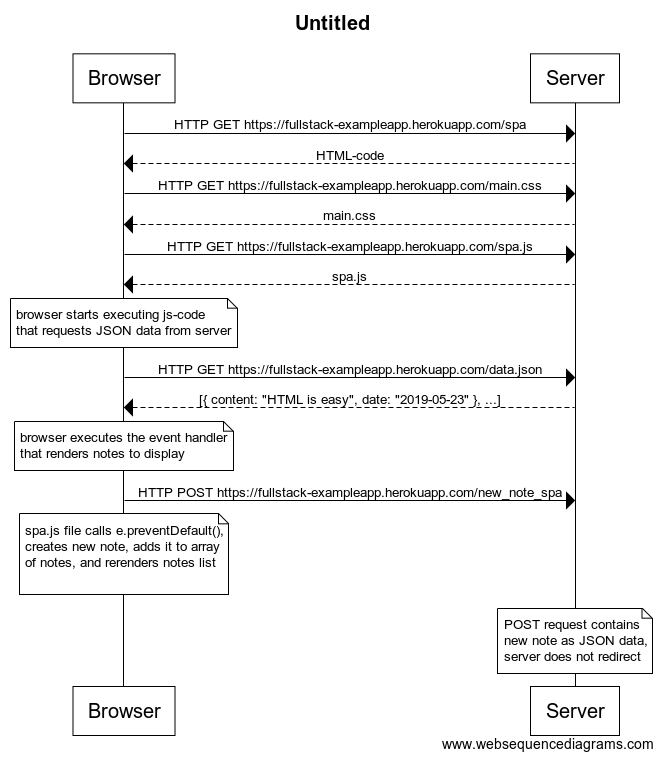 Untitled
Browser
Server
HTTP GET https://fullstack-exampleapp.herokuapp.com/spa
HTML-code
HTTP GET https://fullstack-exampleapp.herokuapp.com/main.css
main.css
HTTP GET https://fullstack-exampleapp.herokuapp.com/spa.js
spa.js
browser starts executing js-code
that requests JSON data from server
HTTP GET https://fullstack-exampleapp.herokuapp.com/data.json
[{ content: "HTML is easy", date: "2019-05-23" }, ...]
browser executes the event handler
that renders notes to display
HTTP POST https://fullstack-exampleapp.herokuapp.com/new_note_spa
spa.js file calls e.preventDefault(),
creates new note, adds it to array
of notes, and rerenders notes list
POST request contains
new note as JSON data,
server does not redirect
Browser
Server
www.websequencediagrams.com